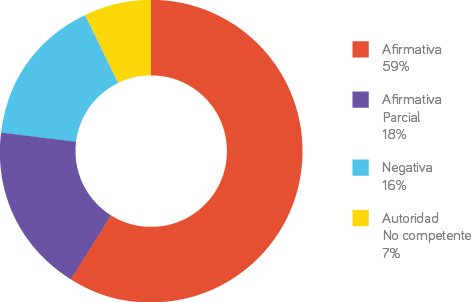 Afirmativa
59%
Afirmativa
Parcial
18%
Negativa
16%
Autoridad
No competente
7%